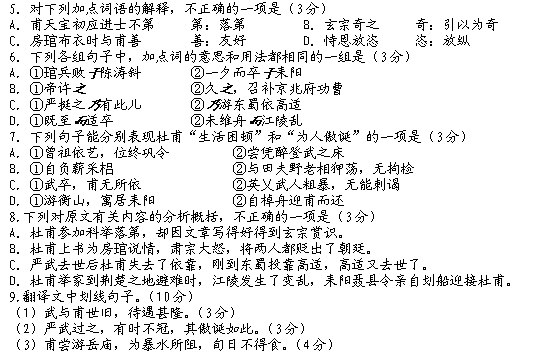 5. 对下列加点词语的解释，不正确的一项是（3分）
A. 甫天宝初应进士不第　　第：落第　　B. 玄宗奇之　　奇：引以为奇
C. 房琯布衣时与甫善　　善：友好　　D. 恃恩放恣　　恣：放纵
6. 下列各组句子中，加点词的意思和用法都相同的一组是（3分）
A. ①琯兵败于陈涛斜　　②一夕而卒于耒阳
B. ①帝许之　　②久之，召补京兆府功曹
C. ①严挺之乃有此儿　　②乃游东蜀依高适
D. ①既至而适卒　　②未维舟而江陵乱
7. 下列句子能分别表现杜甫“生活困顿”和“为人傲诞”的一项是（3分）
A. ①曾祖依艺，位终巩令　　②尝凭醉登武之床
B. ①自负薪采梠　　②与田夫野老相狎荡，无拘检
C. ①武卒，甫无所依　　②英乂武人粗暴，无能刺谒
D. ①游衡山，寓居耒阳　　②自棹舟迎甫而还
8. 下列对原文有关内容的分析概括，不正确的一项是（3分）
A. 杜甫参加科举落第，却因文章写得好得到玄宗赏识。
B. 杜甫上书为房琯说情，肃宗大怒，将两人都贬出了朝廷。
C. 严武去世后杜甫失去了依靠，刚到东蜀投靠高适，高适又去世了。
D. 杜甫举家到荆楚之地避难时，江陵发生了变乱，耒阳聂县令亲自划船迎接杜甫。
9. 翻译文中划线句子。（10分）
（1）武与甫世旧，待遇甚隆。（3分）
（2）严武过之，有时不冠，其傲诞如此。（3分）
（3）甫尝游岳庙，为暴水所阻，旬日不得食。（4分）